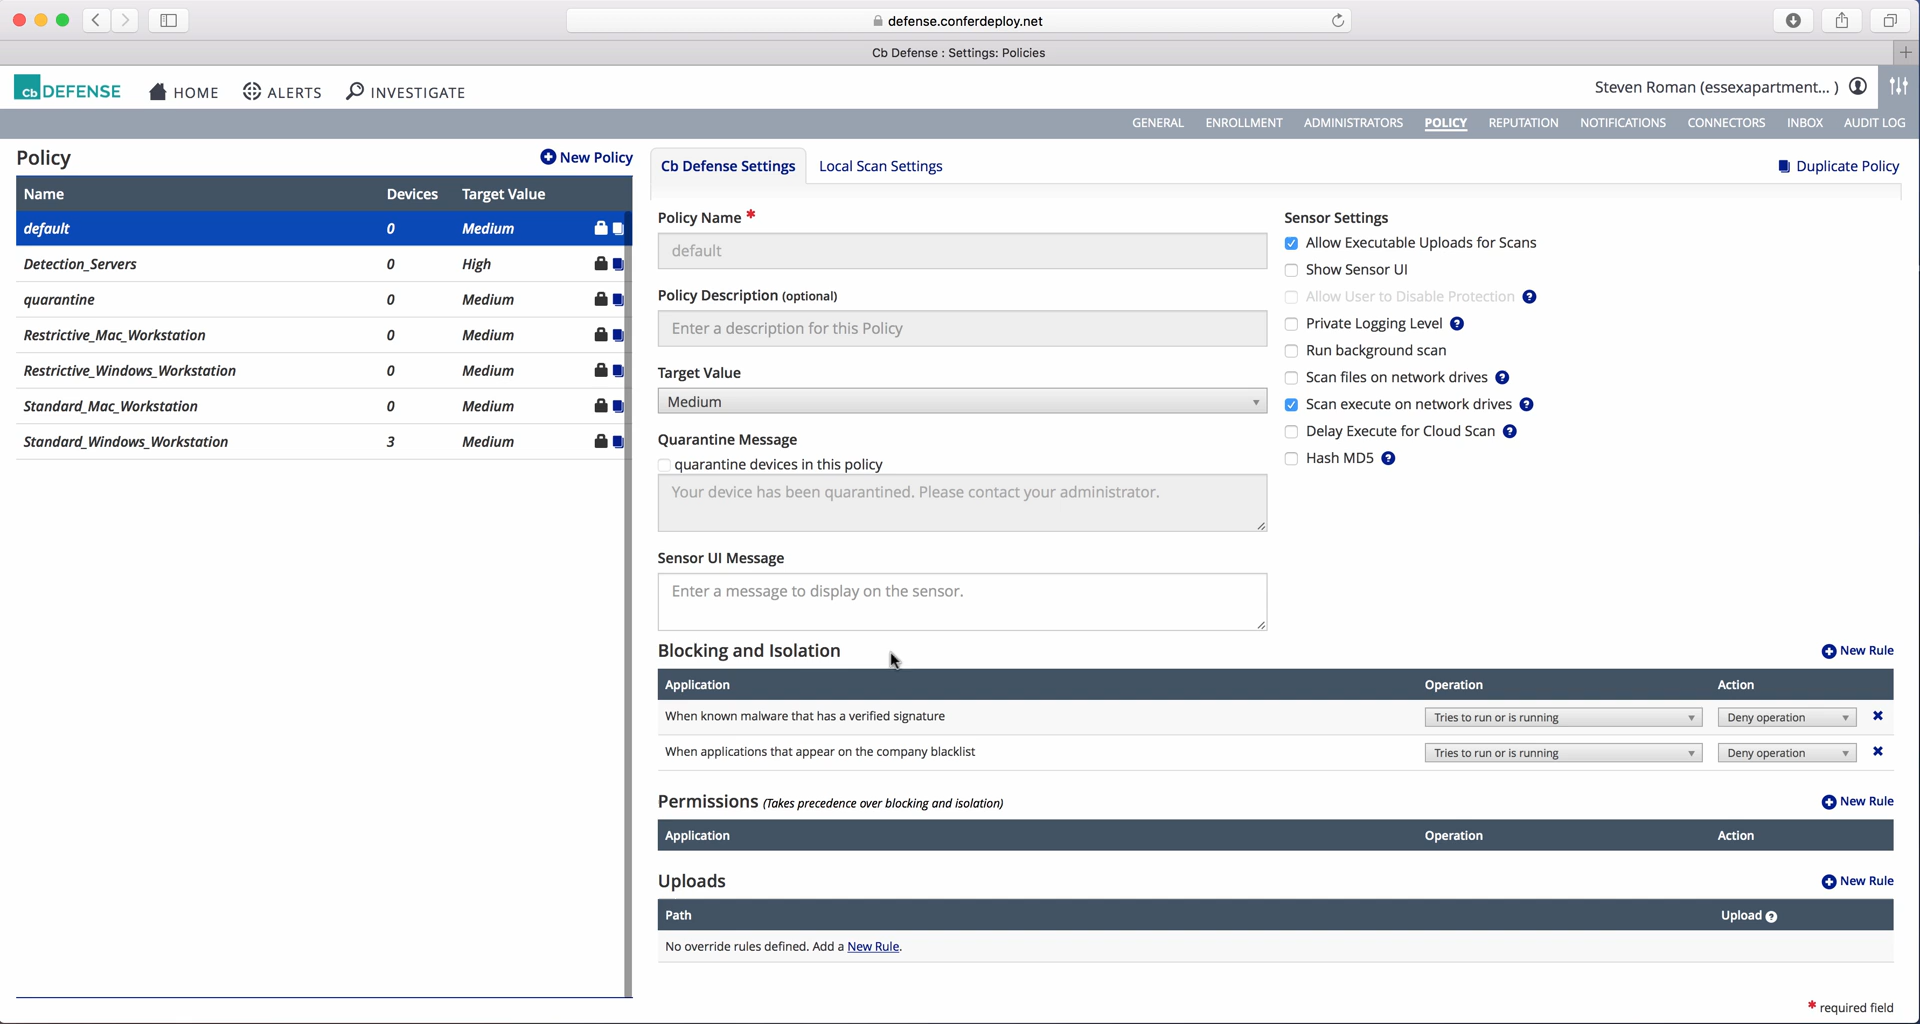 defense.conferdeploy.net
Cb Defense : Settings: Policies
Cb DEFENSE HOME ALERTS INVESTIGATE Steven Roman (essexapartment... )
GENERAL ENROLLMENT ADMINISTRATORS POLICY REPUTATION NOTIFICATIONS CONNECTORS INBOX AUDIT LOG
Policy New Policy
Name Devices Target Value
default 0 Medium
Detection_Servers 0 High
quarantine 0 Medium
Restrictive_Mac_Workstation 0 Medium
Restrictive_Windows_Workstation 0 Medium
Standard_Mac_Workstation 0 Medium
Standard_Windows_Workstation 3 Medium
Cb Defense Settings Local Scan Settings Duplicate Policy
Policy Name *
default
Policy Description (optional)
Enter a description for this Policy
Target Value
Medium
Quarantine Message
quarantine devices in this policy
Your device has been quarantined. Please contact your administrator.
Sensor UI Message
Enter a message to display on the sensor.
Sensor Settings
Allow Executable Uploads for Scans
Show Sensor UI
Allow User to Disable Protection ?
Private Logging Level ?
Run background scan
Scan files on network drives ?
Scan execute on network drives ?
Delay Execute for Cloud Scan ?
Hash MD5 ?
Blocking and Isolation New Rule
Application Operation Action
When known malware that has a verified signature Tries to run or is running Deny operation
When applications that appear on the company blacklist Tries to run or is running Deny operation
Permissions (Takes precedence over blocking and isolation) New Rule
Application Operation Action
Uploads New Rule
Path Upload ?
No override rules defined. Add a New Rule.
* required field